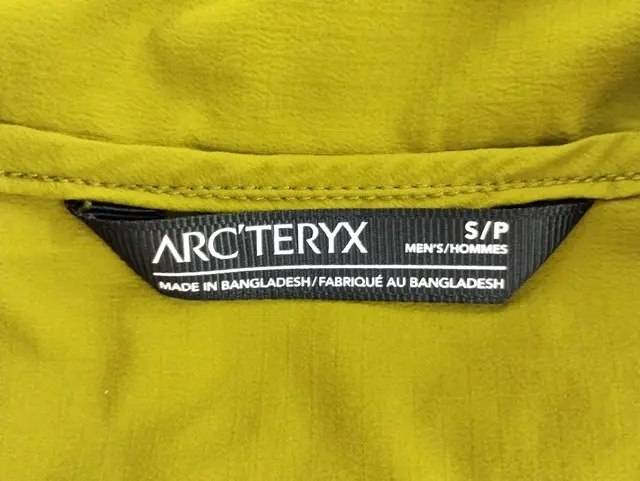 ARC'TERYX
S/P
MEN'S/HOMMES
MADE IN BANGLADESH/FABRIQUÉ AU BANGLADESH